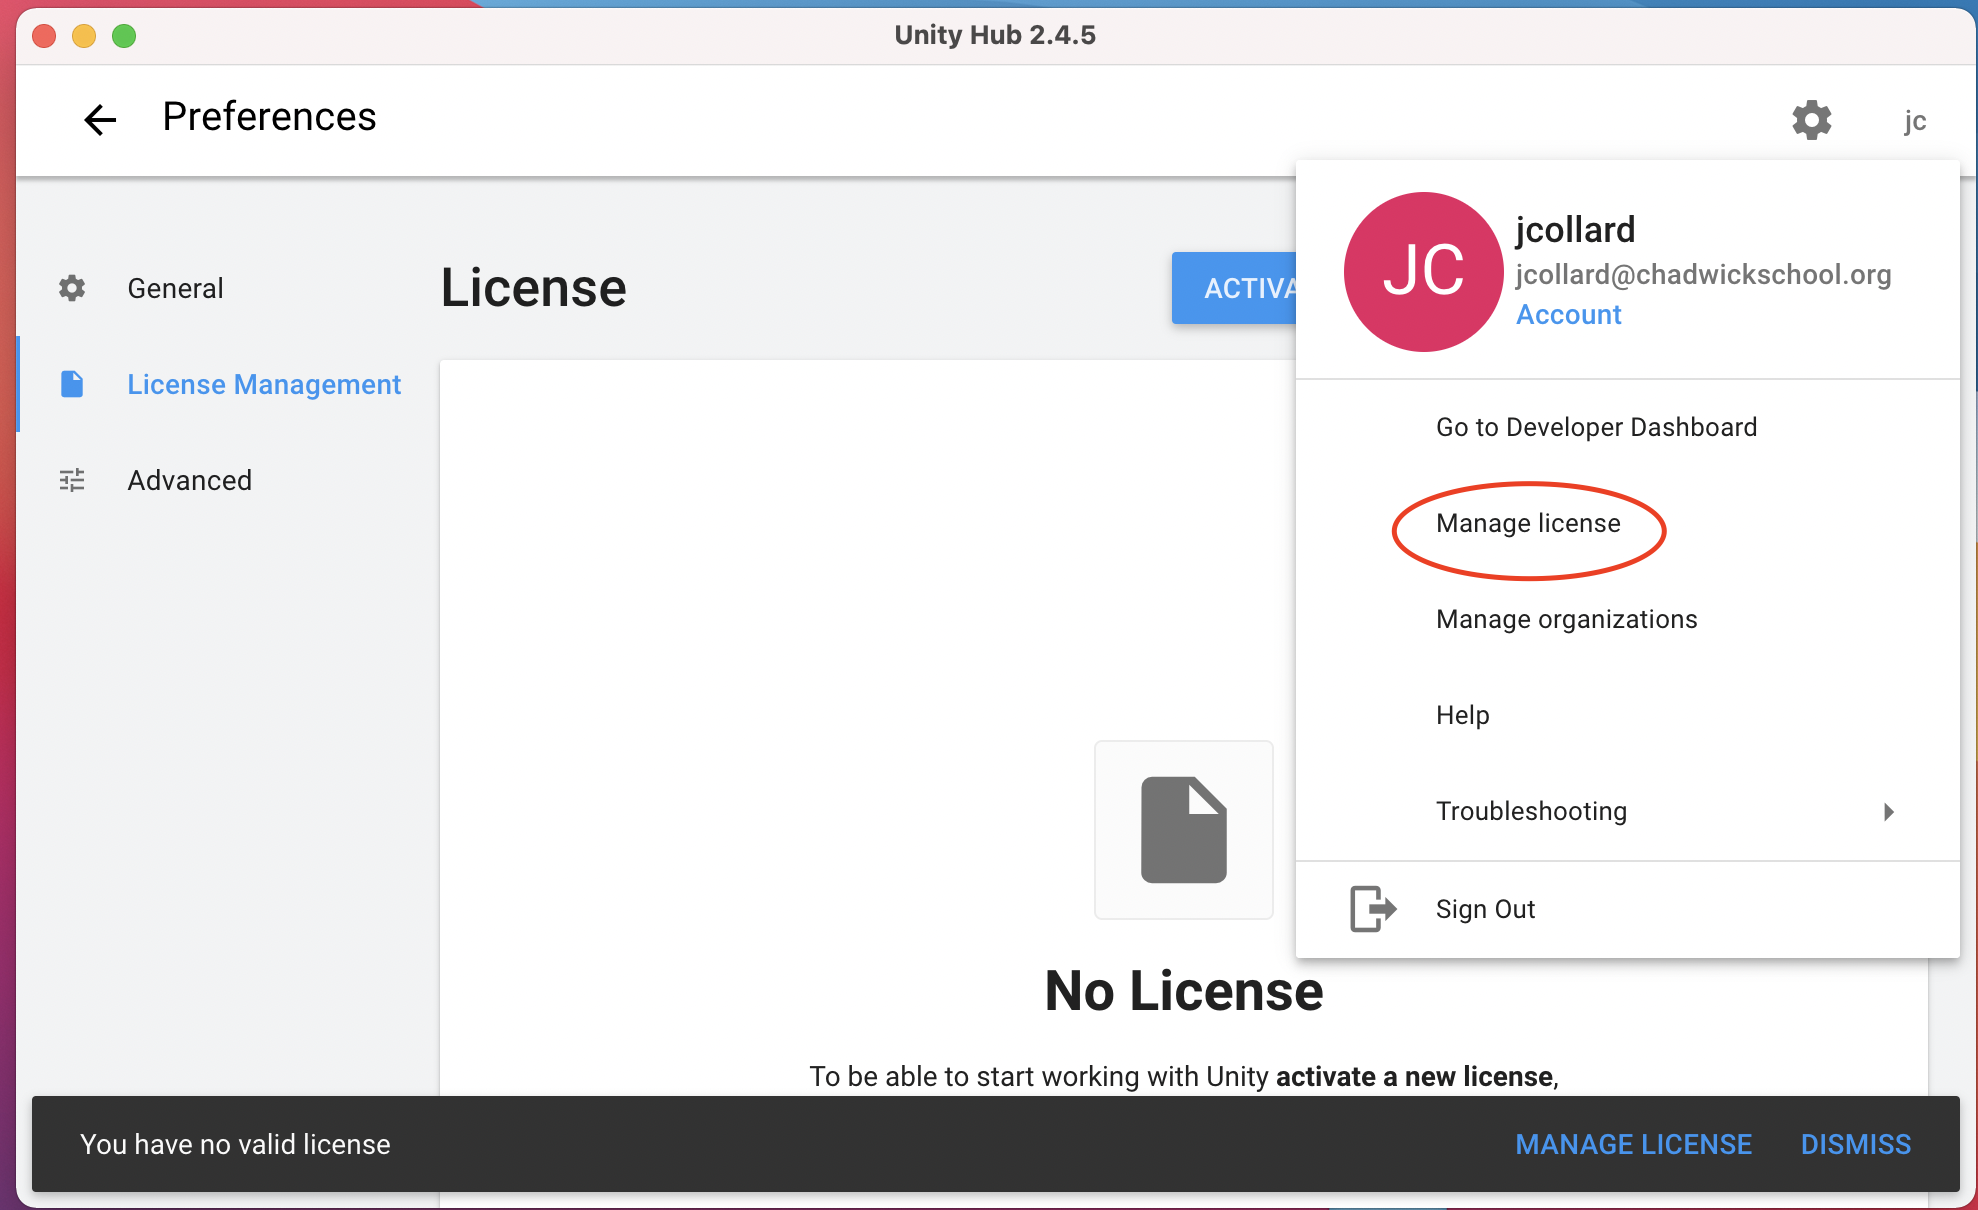 Unity Hub 2.4.5
Preferences
jc
General
License Management
Advanced
License
ACTIVA
JC
jcollard
jcollard@chadwickschool.org
Account
Go to Developer Dashboard
Manage license
Manage organizations
Help
Troubleshooting
Sign Out
No License
To be able to start working with Unity activate a new license,
You have no valid license
MANAGE LICENSE
DISMISS